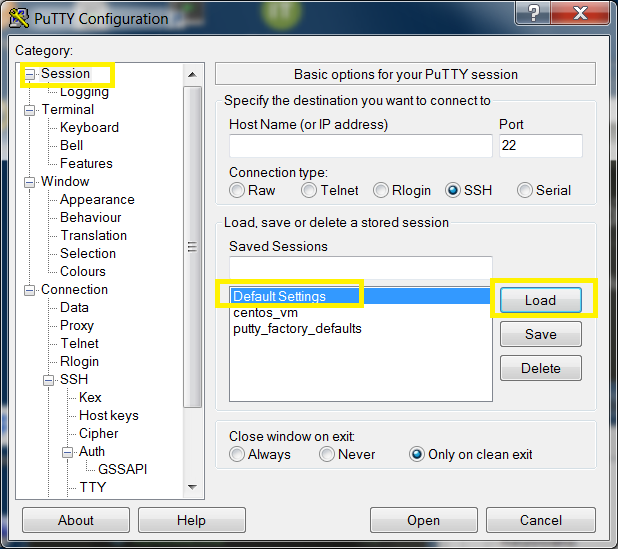 PuTTY Configuration
Category:
Session
Logging
Terminal
Keyboard
Bell
Features
Window
Appearance
Behaviour
Translation
Selection
Colours
Connection
Data
Proxy
Telnet
Rlogin
SSH
Kex
Host keys
Cipher
Auth
GSSAPI
TTY
Basic options for your PuTTY session
Specify the destination you want to connect to
Host Name (or IP address) Port
22
Connection type:
Raw Telnet Rlogin SSH Serial
Load, save or delete a stored session
Saved Sessions
Default Settings
centos_vm
putty_factory_defaults
Load
Save
Delete
Close window on exit:
Always Never Only on clean exit
About Help Open Cancel